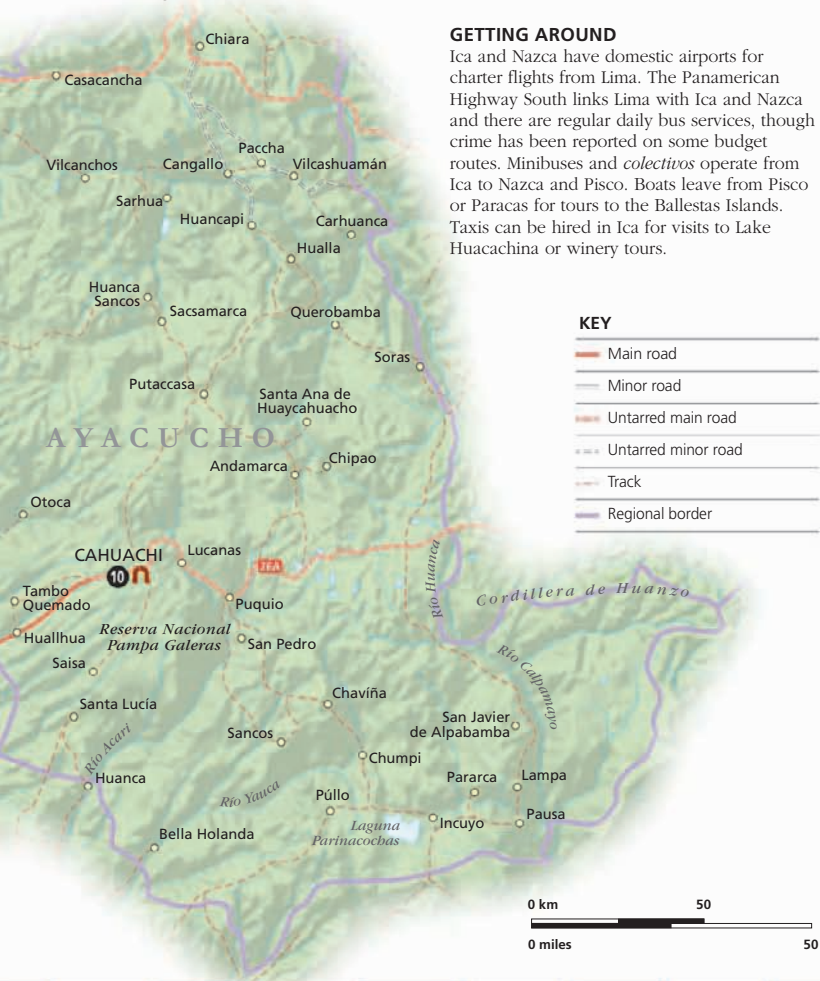 GETTING AROUND
Ica and Nazca have domestic airports for
charter flights from Lima. The Panamerican
Highway South links Lima with Ica and Nazca
and there are regular daily bus services, though
crime has been reported on some budget
routes. Minibuses and colectivos operate from
Ica to Nazca and Pisco. Boats leave from Pisco
or Paracas for tours to the Ballestas Islands.
Taxis can be hired in Ica for visits to Lake
Huacachina or winery tours.
KEY
Main road
Minor road
Untarred main road
Untarred minor road
Track
Regional border
Chiara
Casacancha
Paccha
Vilcanchos
Cangallo
Vilcashuamán
Sarhua
Huancapi
Carhuanca
Hualla
Huanca
Sancos
Sacsamarca
Querobamba
Soras
Putaccasa
Santa Ana de
Huaycahuacho
AYACUCHO
Andamarca
Chipao
Otoca
CAHUACHI
10
Lucanas
26A
Río Huanca
Cordillera de Huanzo
Tambo
Quemado
Puquio
Huallhua
Reserva Nacional
Pampa Galeras
San Pedro
Saisa
Río Calpamayo
Santa Lucía
Chavíña
San Javier
de Alpabamba
Sancos
Río Acari
Chumpi
Huanca
Pararca
Lampa
Río Yauca
Púllo
Incuyo
Pausa
Laguna
Parinacochas
Bella Holanda
0 km 50
0 miles 50